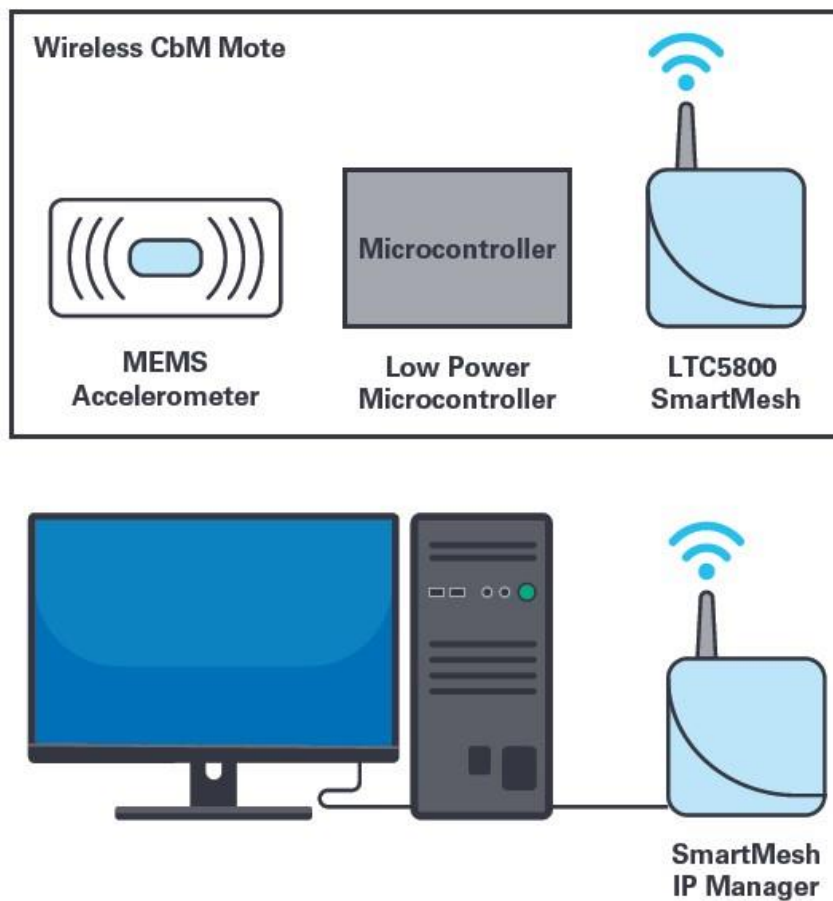 Wireless CbM Mote
Microcontroller
MEMS
Accelerometer
Low Power
Microcontroller
LTC5800
SmartMesh
SmartMesh
IP Manager